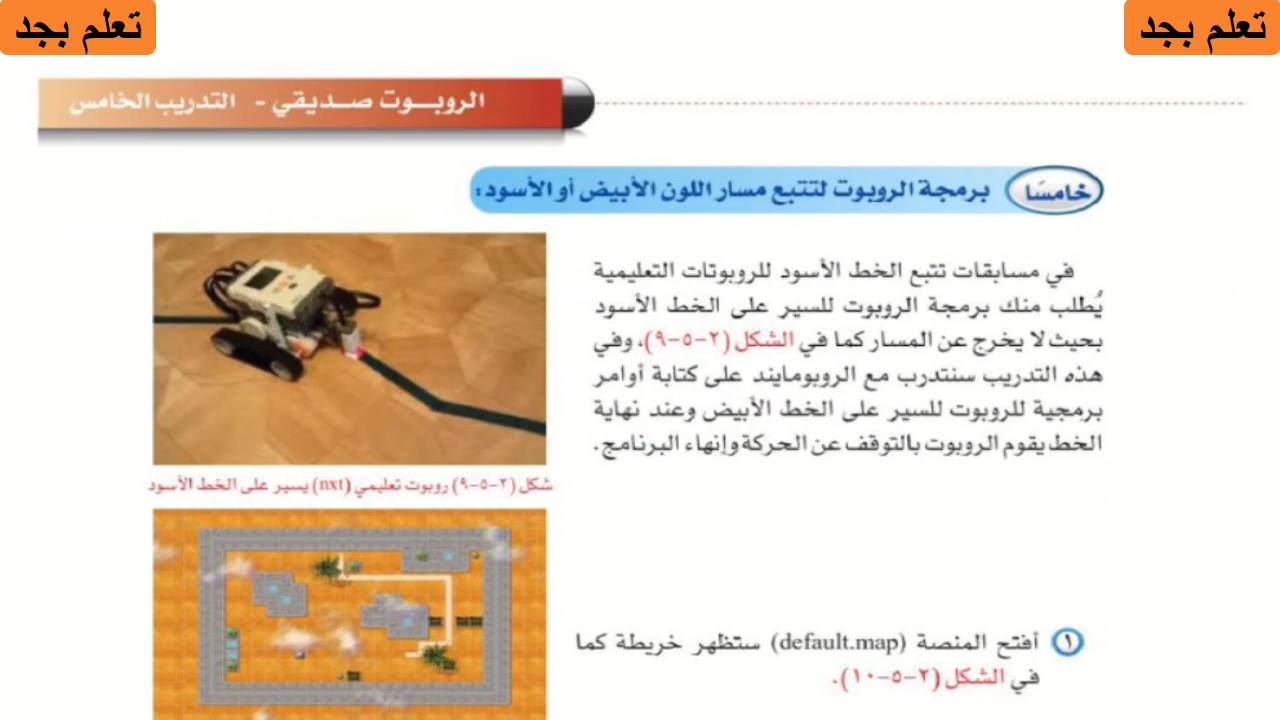 تعلم بجد
تعلم بجد
الروبوت صديقي - التدريب الخامس
خامسًا
برمجة الروبوت لتتبع مسار اللون الأبيض أو الأسود:
في مسابقات تتبع الخط الأسود للروبوتات التعليمية
يُطلب منك برمجة الروبوت للسير على الخط الأسود
بحيث لا يخرج عن المسار كما في الشكل (٢-٥-٩)، وفي
هذه التدريب سنتدرب مع الروبومايند على كتابة أوامر
برمجية للروبوت للسير على الخط الأبيض وعند نهاية
الخط يقوم الروبوت بالتوقف عن الحركة وإنهاء البرنامج.
شكل (٢-٥-٩) روبوت تعليمي (nxt) يسير على الخط الأسود
١ أفتح المنصة (default.map) ستظهر خريطة كما
في الشكل (٢-٥-١٠).